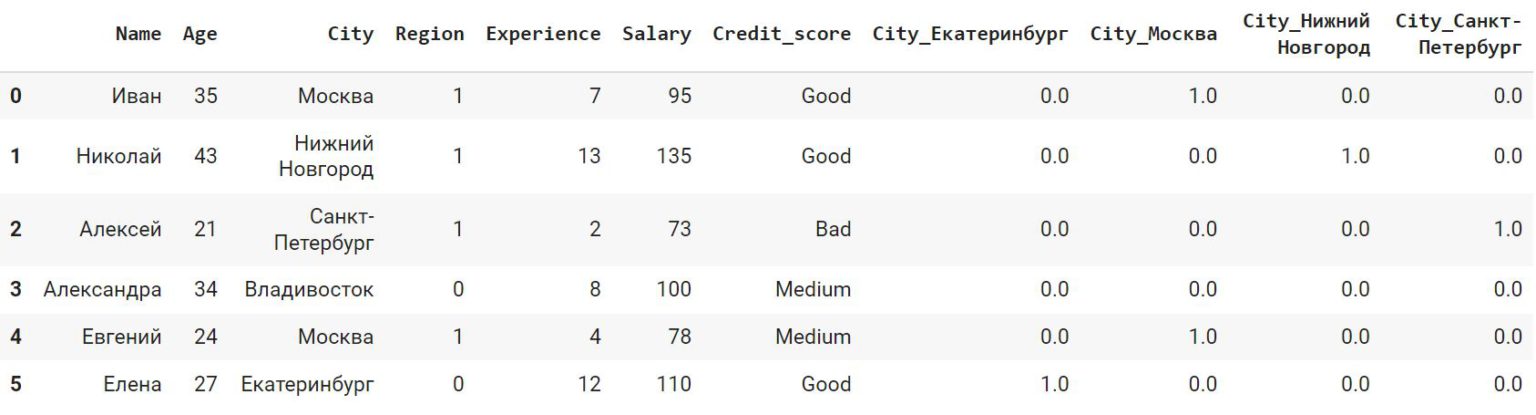 Name Age City Region Experience Salary Credit_score City_Екатеринбург City_Москва City_Нижний Новгород City_Санкт-Петербург
0 Иван 35 Москва 1 7 95 Good 0.0 1.0 0.0 0.0
1 Николай 43 Нижний Новгород 1 13 135 Good 0.0 0.0 1.0 0.0
2 Алексей 21 Санкт-Петербург 1 2 73 Bad 0.0 0.0 0.0 1.0
3 Александра 34 Владивосток 0 8 100 Medium 0.0 0.0 0.0 0.0
4 Евгений 24 Москва 1 4 78 Medium 0.0 1.0 0.0 0.0
5 Елена 27 Екатеринбург 0 12 110 Good 1.0 0.0 0.0 0.0